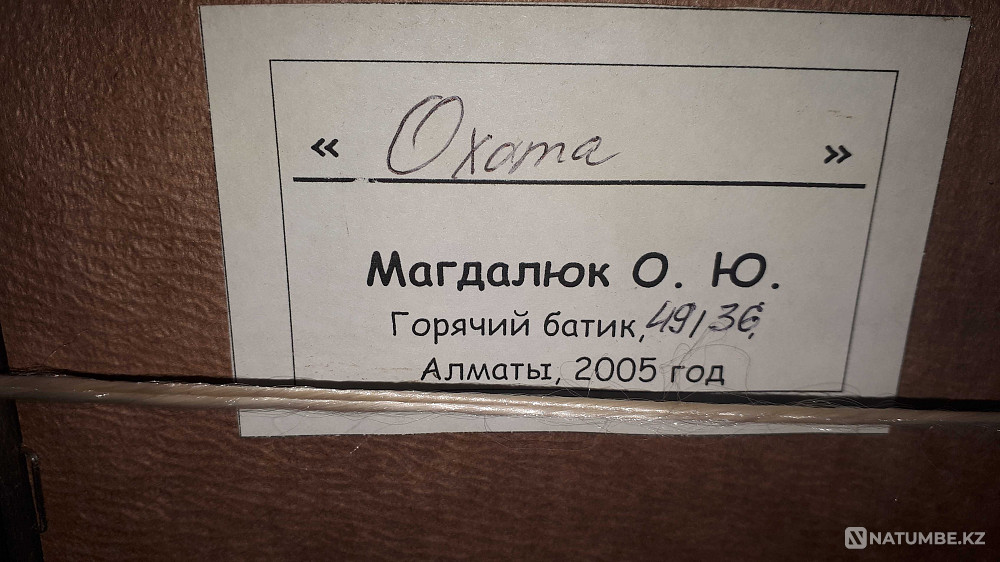 « Охота »
Магдалюк О. Ю.
Горячий батик, 49/36,
Алматы, 2005 год
NATUMBE.KZ